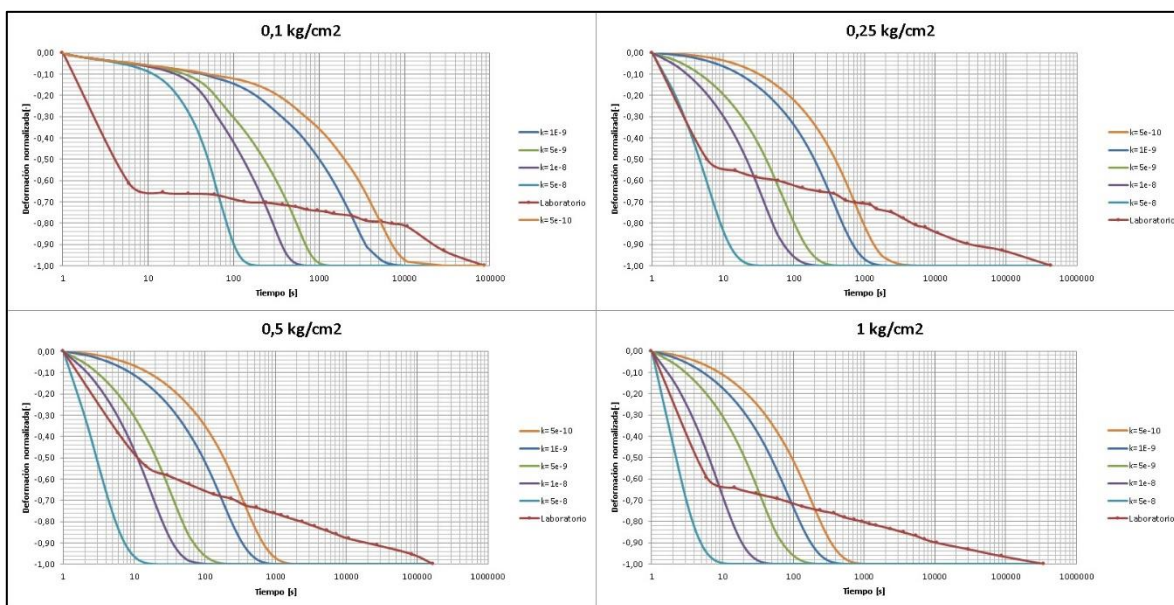 0,1 kg/cm2
0,00
-0,10
-0,20
-0,30
-0,40
-0,50
-0,60
-0,70
-0,80
-0,90
-1,00
Deformación normalizada[-]
1 10 100 1000 10000 100000
Tiempo [s]
k=1E-9
k=5e-9
k=1e-8
k=5e-8
Laboratorio
k=5e-10
0,25 kg/cm2
0,00
-0,10
-0,20
-0,30
-0,40
-0,50
-0,60
-0,70
-0,80
-0,90
-1,00
Deformación normalizada[-]
1 10 100 1000 10000 100000 1000000
Tiempo [s]
k=5e-10
k=1E-9
k=5e-9
k=1e-8
k=5e-8
Laboratorio
0,5 kg/cm2
0,00
-0,10
-0,20
-0,30
-0,40
-0,50
-0,60
-0,70
-0,80
-0,90
-1,00
Deformación normalizada[-]
1 10 100 1000 10000 100000 1000000
Tiempo [s]
k=5e-10
k=1E-9
k=5e-9
k=1e-8
k=5e-8
Laboratorio
1 kg/cm2
0,00
-0,10
-0,20
-0,30
-0,40
-0,50
-0,60
-0,70
-0,80
-0,90
-1,00
Deformación normalizada[-]
1 10 100 1000 10000 100000 1000000
Tiempo [s]
k=5e-10
k=1E-9
k=5e-9
k=1e-8
k=5e-8
Laboratorio